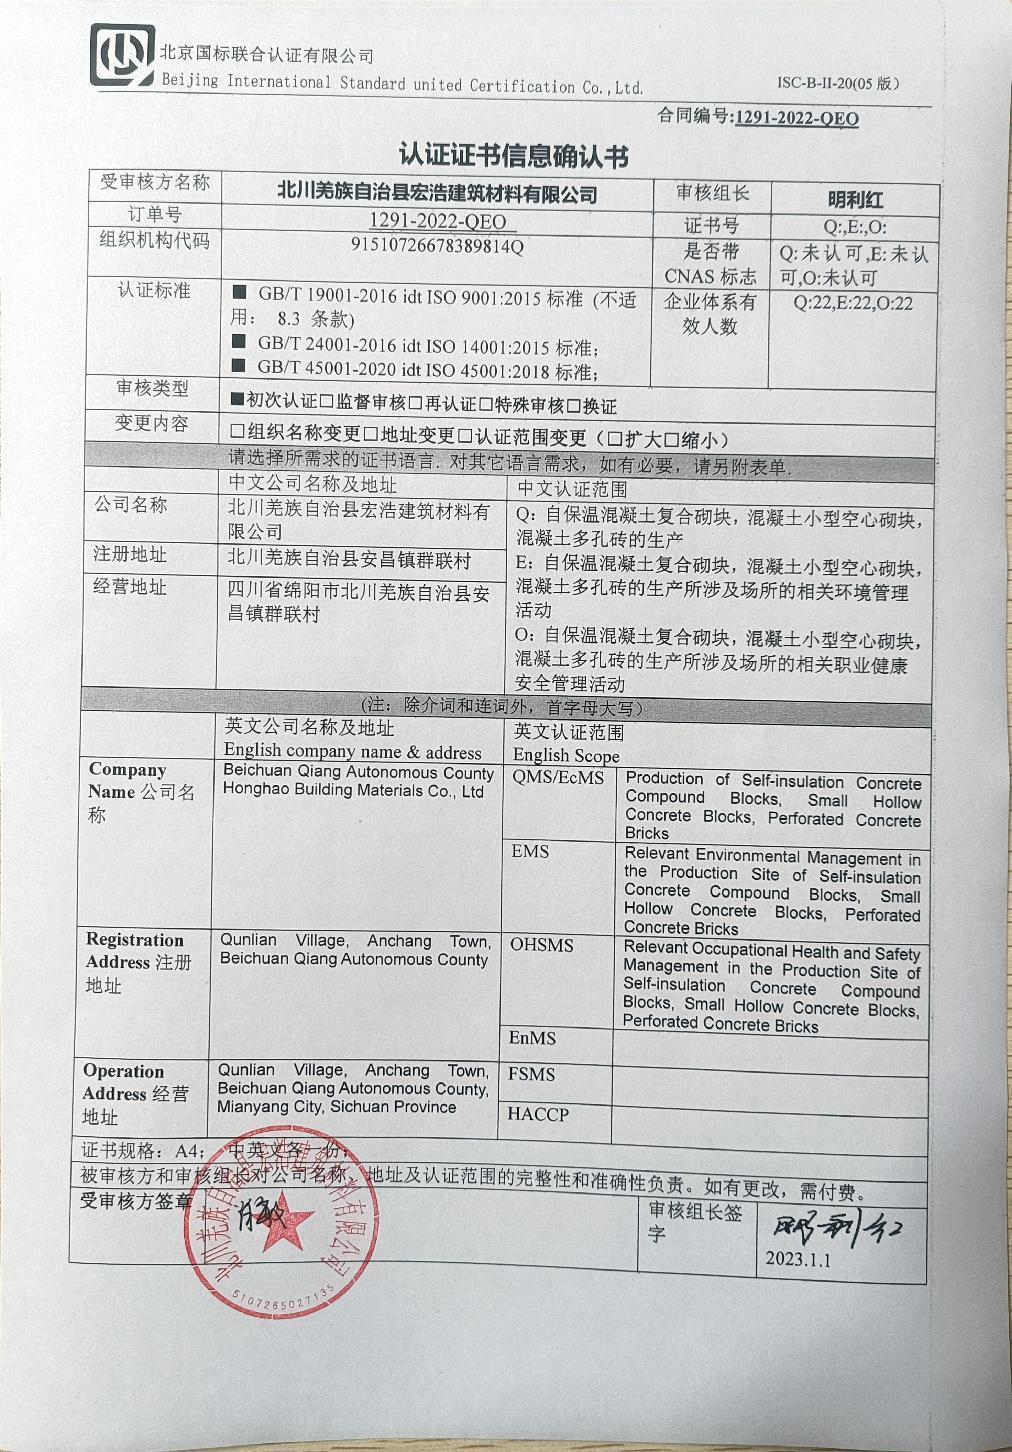 北京国标联合认证有限公司
Beijing International Standard united Certification Co.,Ltd.
ISC-B-II-20(05 版)
合同编号:1291-2022-QEO
认证证书信息确认书
受审核方名称
北川羌族自治县宏浩建筑材料有限公司
审核组长
明利红
订单号
1291-2022-QEO
证书号
Q:,E:,O:
组织机构代码
91510726678389814Q
是否带
CNAS 标志
Q:未认可,E:未认
可,O:未认可
认证标准
■ GB/T 19001-2016 idt ISO 9001:2015 标准 (不适
用： 8.3 条款)
■ GB/T 24001-2016 idt ISO 14001:2015 标准；
■ GB/T 45001-2020 idt ISO 45001:2018 标准；
企业体系有
效人数
Q:22,E:22,O:22
审核类型
■初次认证□监督审核□再认证□特殊审核□换证
变更内容
□组织名称变更□地址变更□认证范围变更（□扩大□缩小）
请选择所需求的证书语言. 对其它语言需求，如有必要，请另附表单.
中文公司名称及地址
中文认证范围
公司名称
北川羌族自治县宏浩建筑材料有
限公司
注册地址
北川羌族自治县安昌镇群联村
经营地址
四川省绵阳市北川羌族自治县安
昌镇群联村
Q：自保温混凝土复合砌块，混凝土小型空心砌块，
混凝土多孔砖的生产
E：自保温混凝土复合砌块，混凝土小型空心砌块，
混凝土多孔砖的生产所涉及场所的相关环境管理
活动
O：自保温混凝土复合砌块，混凝土小型空心砌块，
混凝土多孔砖的生产所涉及场所的相关职业健康
安全管理活动
(注：除介词和连词外，首字母大写）
英文公司名称及地址
English company name & address
英文认证范围
English Scope
Company
Name 公司名
称
Beichuan Qiang Autonomous County
Honghao Building Materials Co., Ltd
QMS/EcMS
Production of Self-insulation Concrete
Compound Blocks, Small Hollow
Concrete Blocks, Perforated Concrete
Bricks
EMS
Relevant Environmental Management in
the Production Site of Self-insulation
Concrete Compound Blocks, Small
Hollow Concrete Blocks, Perforated
Concrete Bricks
Registration
Address 注册
地址
Qunlian Village, Anchang Town,
Beichuan Qiang Autonomous County
OHSMS
Relevant Occupational Health and Safety
Management in the Production Site of
Self-insulation Concrete Compound
Blocks, Small Hollow Concrete Blocks,
Perforated Concrete Bricks
EnMS
Operation
Address 经营
地址
Qunlian Village, Anchang Town,
Beichuan Qiang Autonomous County,
Mianyang City, Sichuan Province
FSMS
HACCP
证书规格：A4； 中英文各一份；
被审核方和审核组长对公司名称，地址及认证范围的完整性和准确性负责。如有更改，需付费。
受审核方签章
审核组长签
字
明利红
2023.1.1
北川羌族自治县宏浩建筑材料有限公司
5107265027135